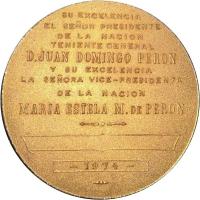 SU EXCELENCIA
EL SEÑOR PRESIDENTE
DE LA NACION
TENIENTE GENERAL
D. JUAN DOMINGO PERON
Y SU EXCELENCIA
LA SEÑORA VICE-PRESIDENTE
DE LA NACION
MARIA ESTELA M. DE PERON
1974